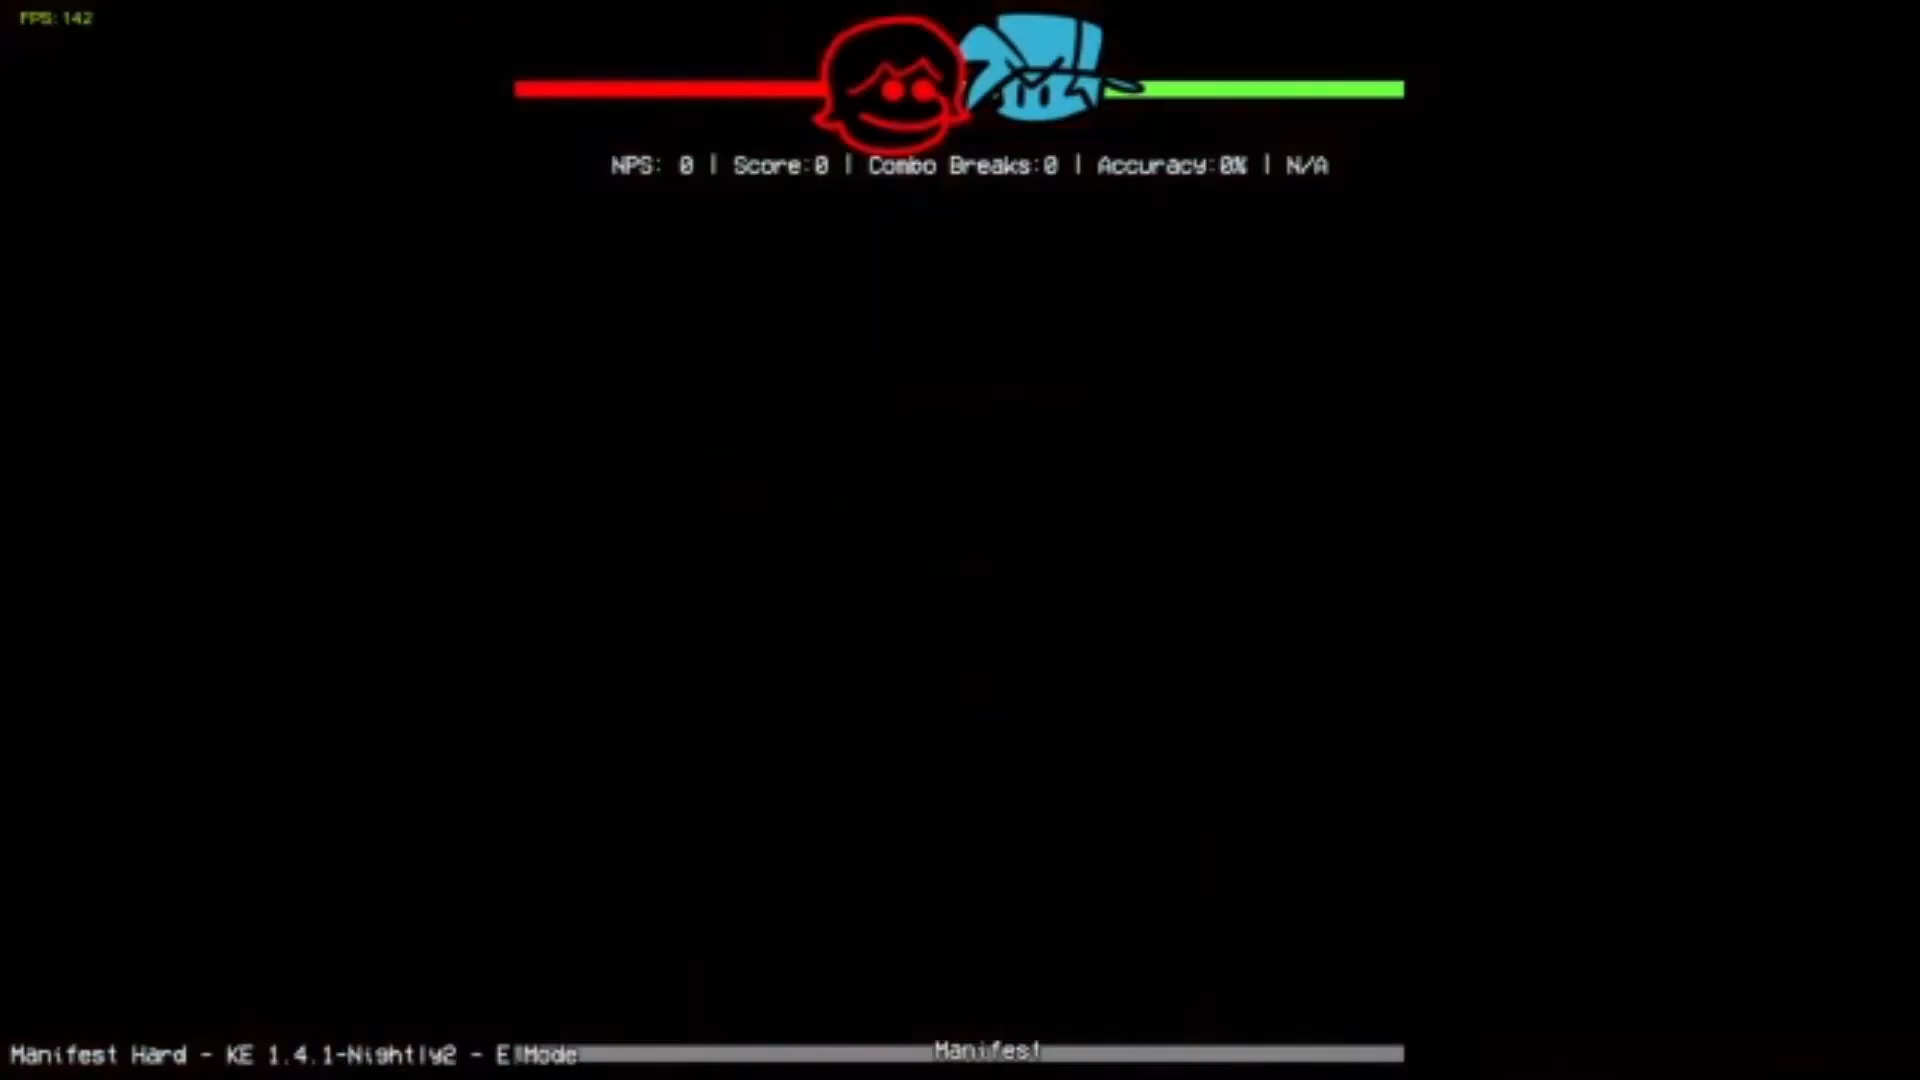 FPS: 142
NPS: 0 | Score:0 | Combo Breaks:0 | Accuracy:0% | N/A
Manifest Hard - KE 1.4.1-Nightly2 - E Mode
Manifest